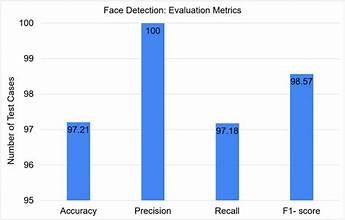 Face Detection: Evaluation Metrics
Number of Test Cases
100
99
98
97
96
95
97.21
100
97.18
98.57
Accuracy
Precision
Recall
F1- score